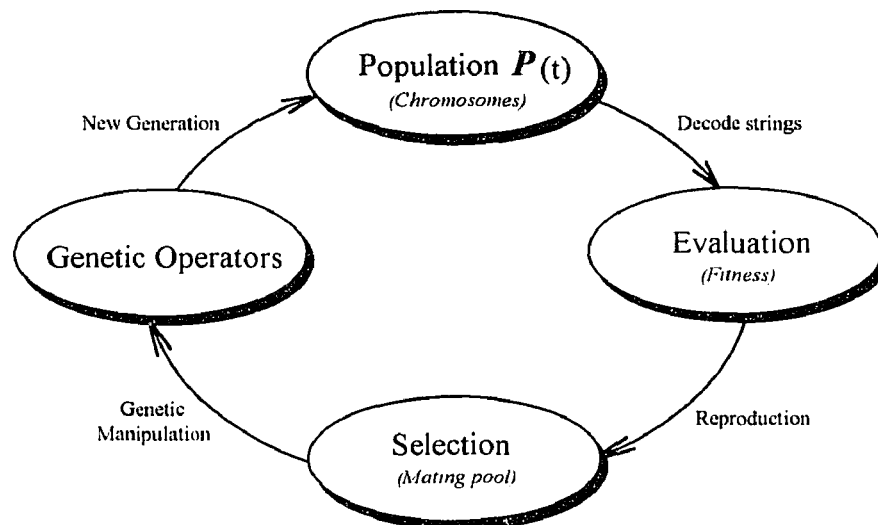 Population P(t)
(Chromosomes)
New Generation
Decode strings
Genetic Operators
Evaluation
(Fitness)
Genetic
Manipulation
Reproduction
Selection
(Mating pool)